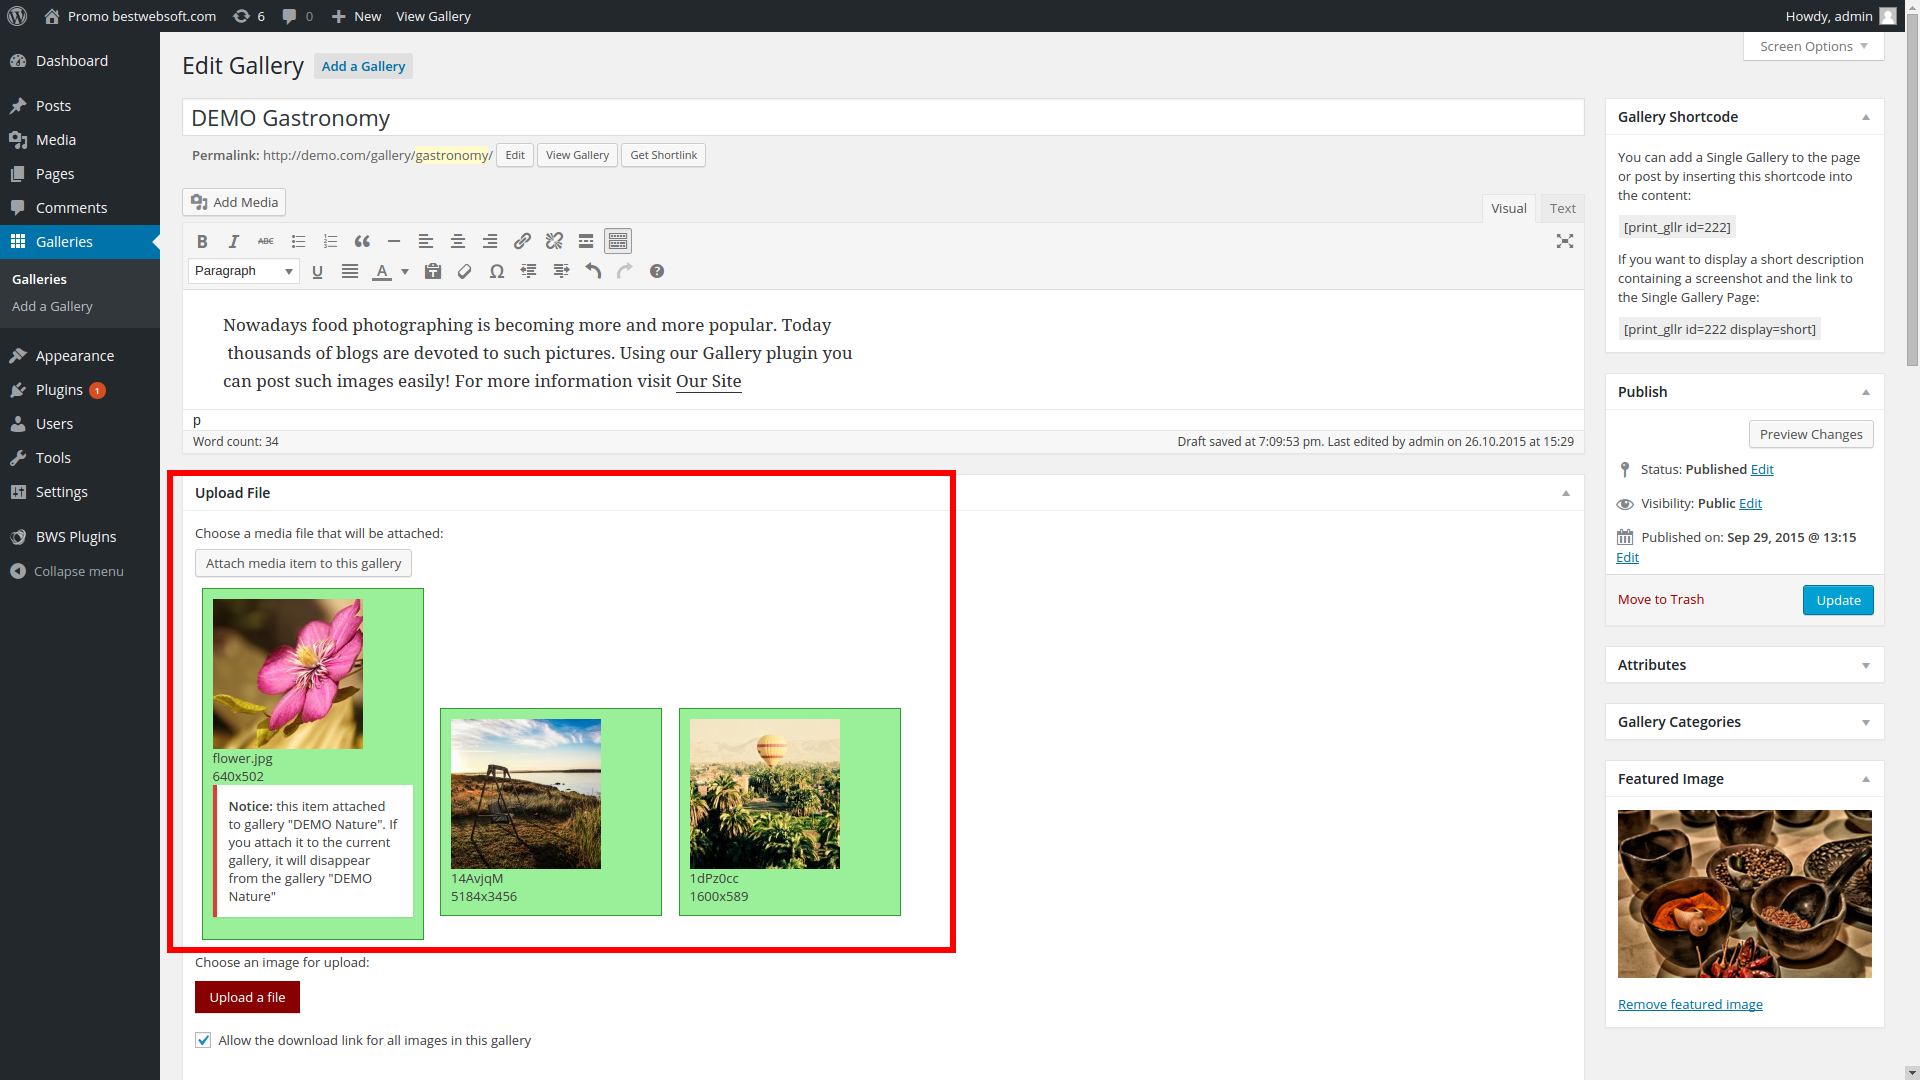 Promo bestwebsoft.com 6 0 New View Gallery Howdy, admin
Screen Options
Dashboard
Posts
Media
Pages
Comments
Galleries
Galleries
Add a Gallery
Appearance
Plugins 1
Users
Tools
Settings
BWS Plugins
Collapse menu
Edit Gallery Add a Gallery
DEMO Gastronomy
Permalink: http://demo.com/gallery/gastronomy/ Edit View Gallery Get Shortlink
Add Media
Visual Text
B I ABC
Paragraph U A Ω ?
Nowadays food photographing is becoming more and more popular. Today
thousands of blogs are devoted to such pictures. Using our Gallery plugin you
can post such images easily! For more information visit Our Site
p
Word count: 34
Draft saved at 7:09:53 pm. Last edited by admin on 26.10.2015 at 15:29
Upload File
Choose a media file that will be attached:
Attach media item to this gallery
flower.jpg
640x502
Notice: this item attached
to gallery "DEMO Nature". If
you attach it to the current
gallery, it will disappear
from the gallery "DEMO
Nature"
14AvjqM
5184x3456
1dPz0cc
1600x589
Choose an image for upload:
Upload a file
Allow the download link for all images in this gallery
Gallery Shortcode
You can add a Single Gallery to the page
or post by inserting this shortcode into
the content:
[print_gllr id=222]
If you want to display a short description
containing a screenshot and the link to
the Single Gallery Page:
[print_gllr id=222 display=short]
Publish
Preview Changes
Status: Published Edit
Visibility: Public Edit
Published on: Sep 29, 2015 @ 13:15
Edit
Move to Trash
Update
Attributes
Gallery Categories
Featured Image
Remove featured image